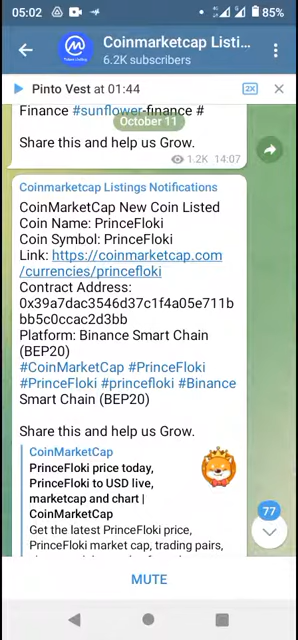 05:02
85%
Coinmarketcap Listi...
6.2K subscribers
Pinto Vest at 01:44
2X
Finance #sunflower-finance #
October 11
Share this and help us Grow.
1.2K 14:07
Coinmarketcap Listings Notifications
CoinMarketCap New Coin Listed
Coin Name: PrinceFloki
Coin Symbol: PrinceFloki
Link: https://coinmarketcap.com
/currencies/princefloki
Contract Address:
0x39a7dac3546d37c1f4a05e711b
bb5c0ccac2d3bb
Platform: Binance Smart Chain
(BEP20)
#CoinMarketCap #PrinceFloki
#PrinceFloki #princefloki #Binance
Smart Chain (BEP20)
Share this and help us Grow.
CoinMarketCap
PrinceFloki price today,
PrinceFloki to USD live,
marketcap and chart |
CoinMarketCap
Get the latest PrinceFloki price,
PrinceFloki market cap, trading pairs,
77
MUTE